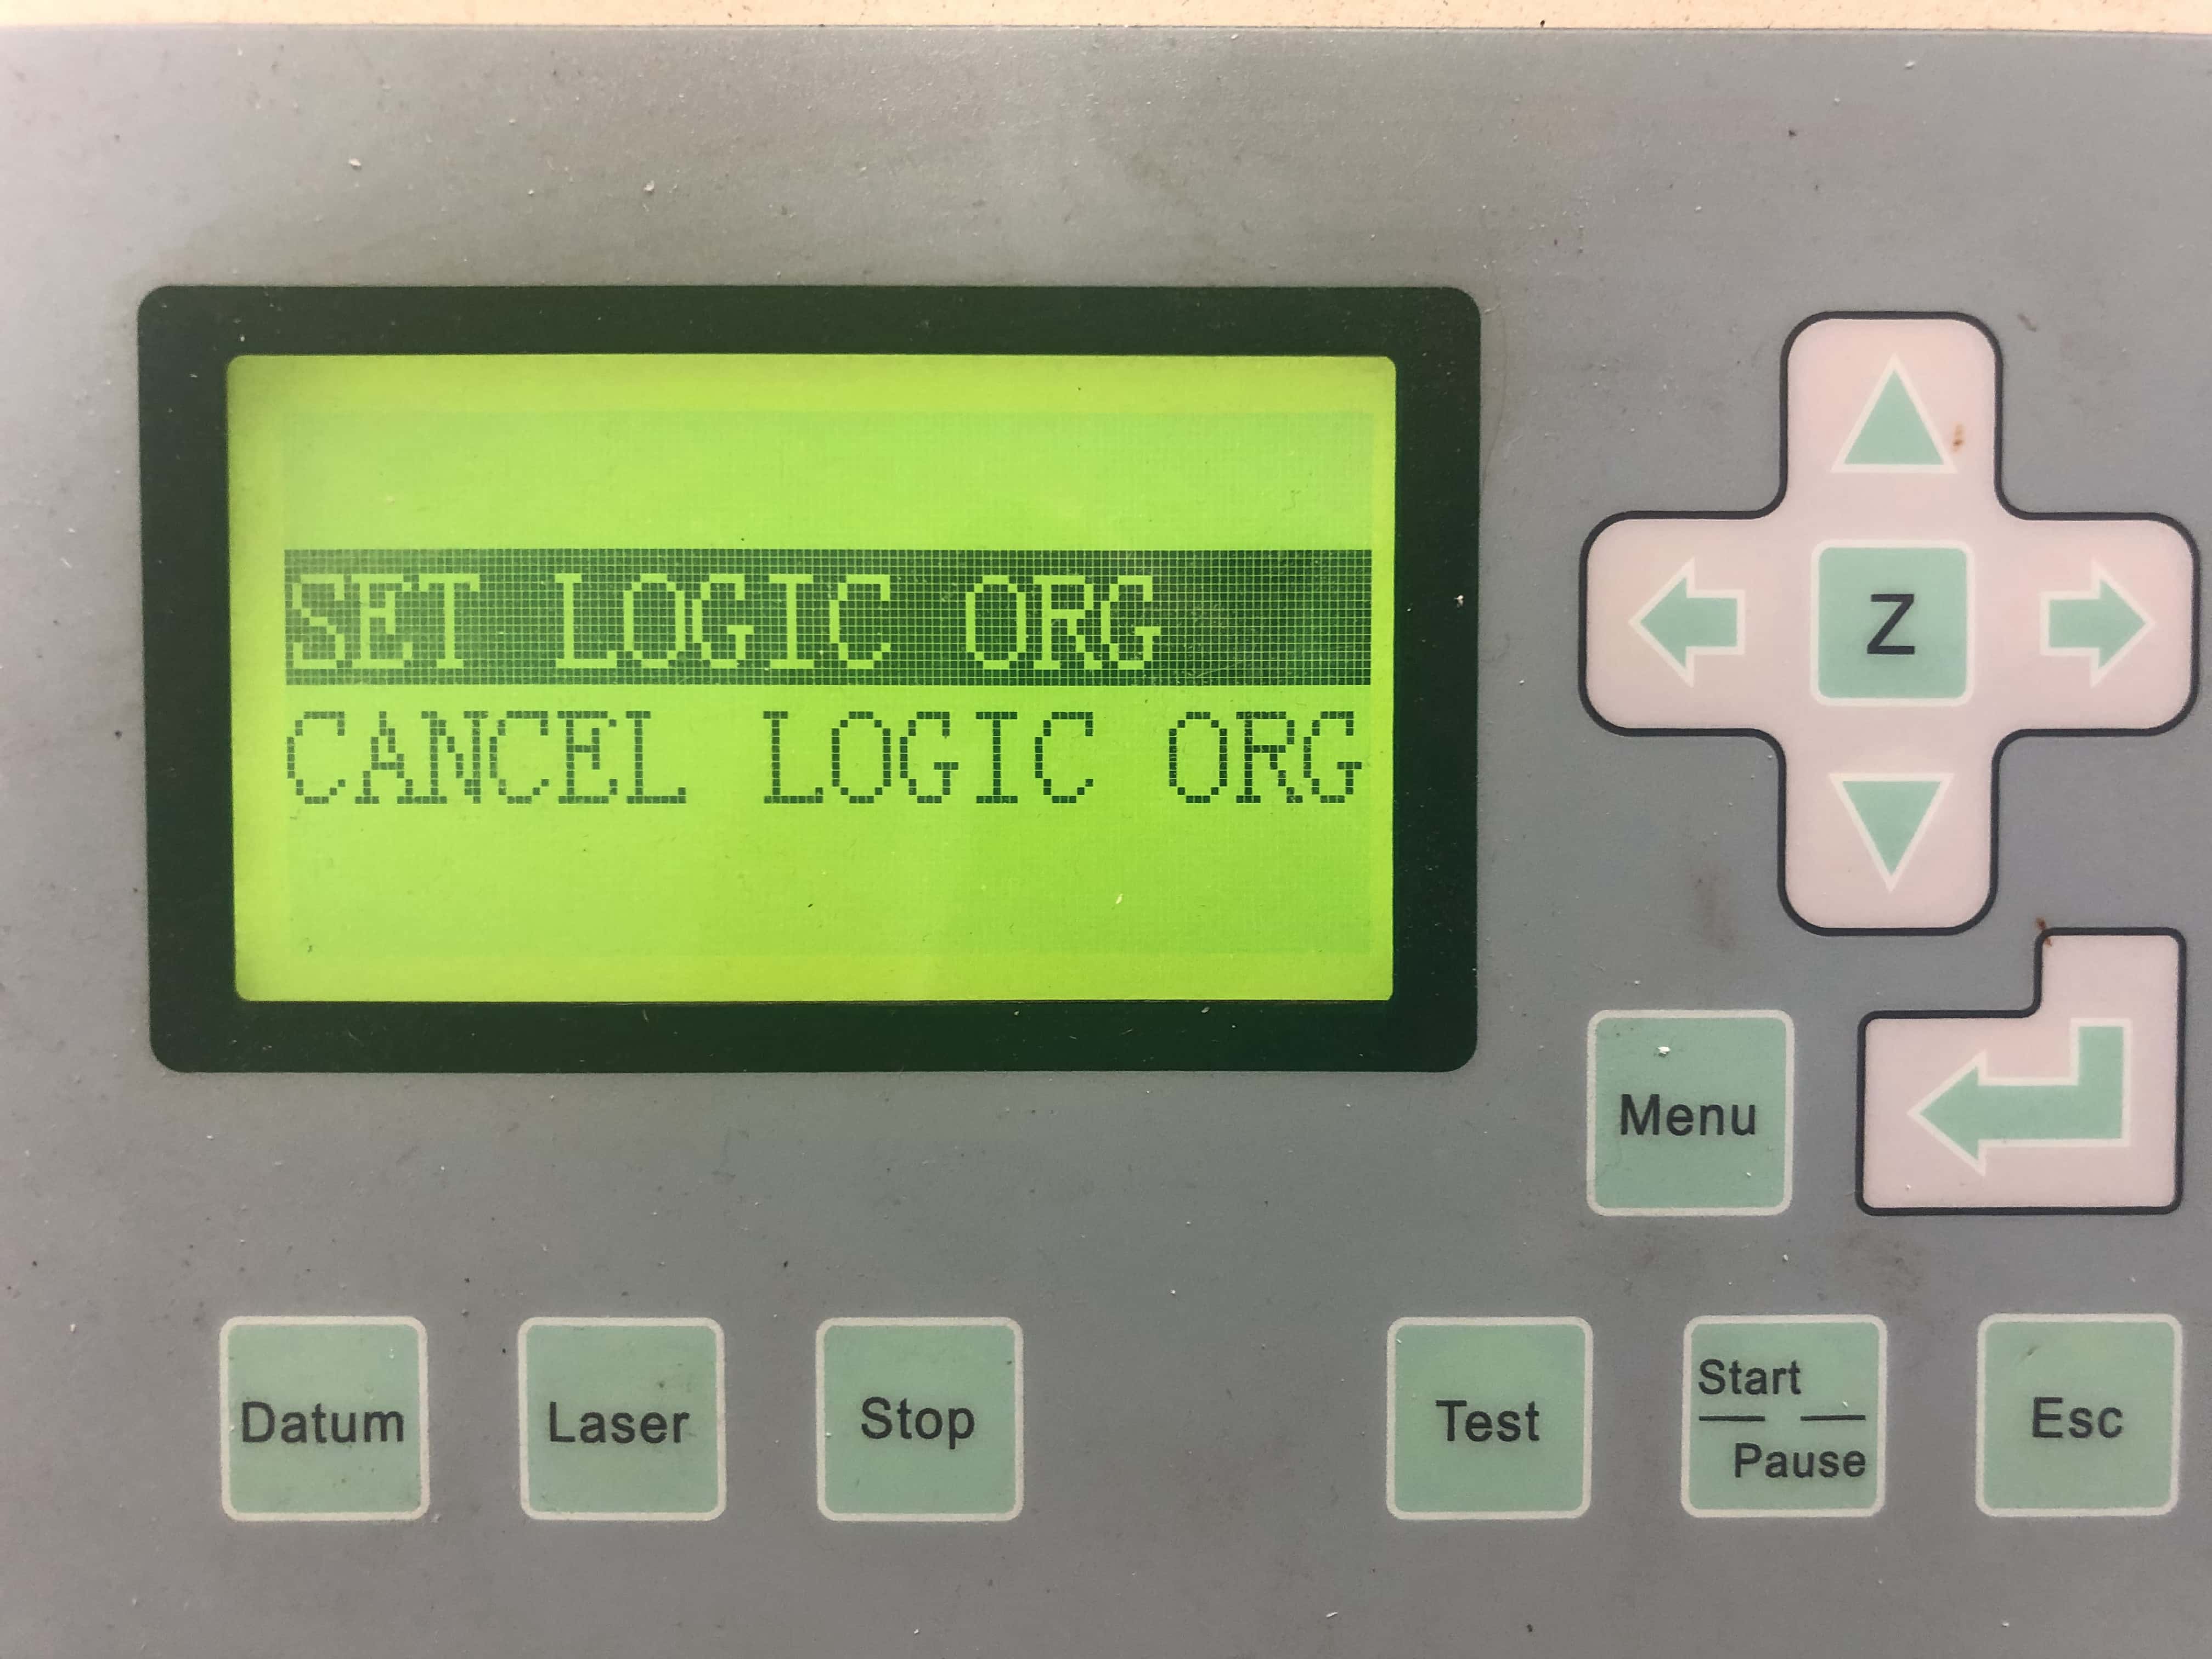 SET LOGIC ORG
CANCEL LOGIC ORG
Z
Menu
Datum
Laser
Stop
Test
Start
Pause
Esc